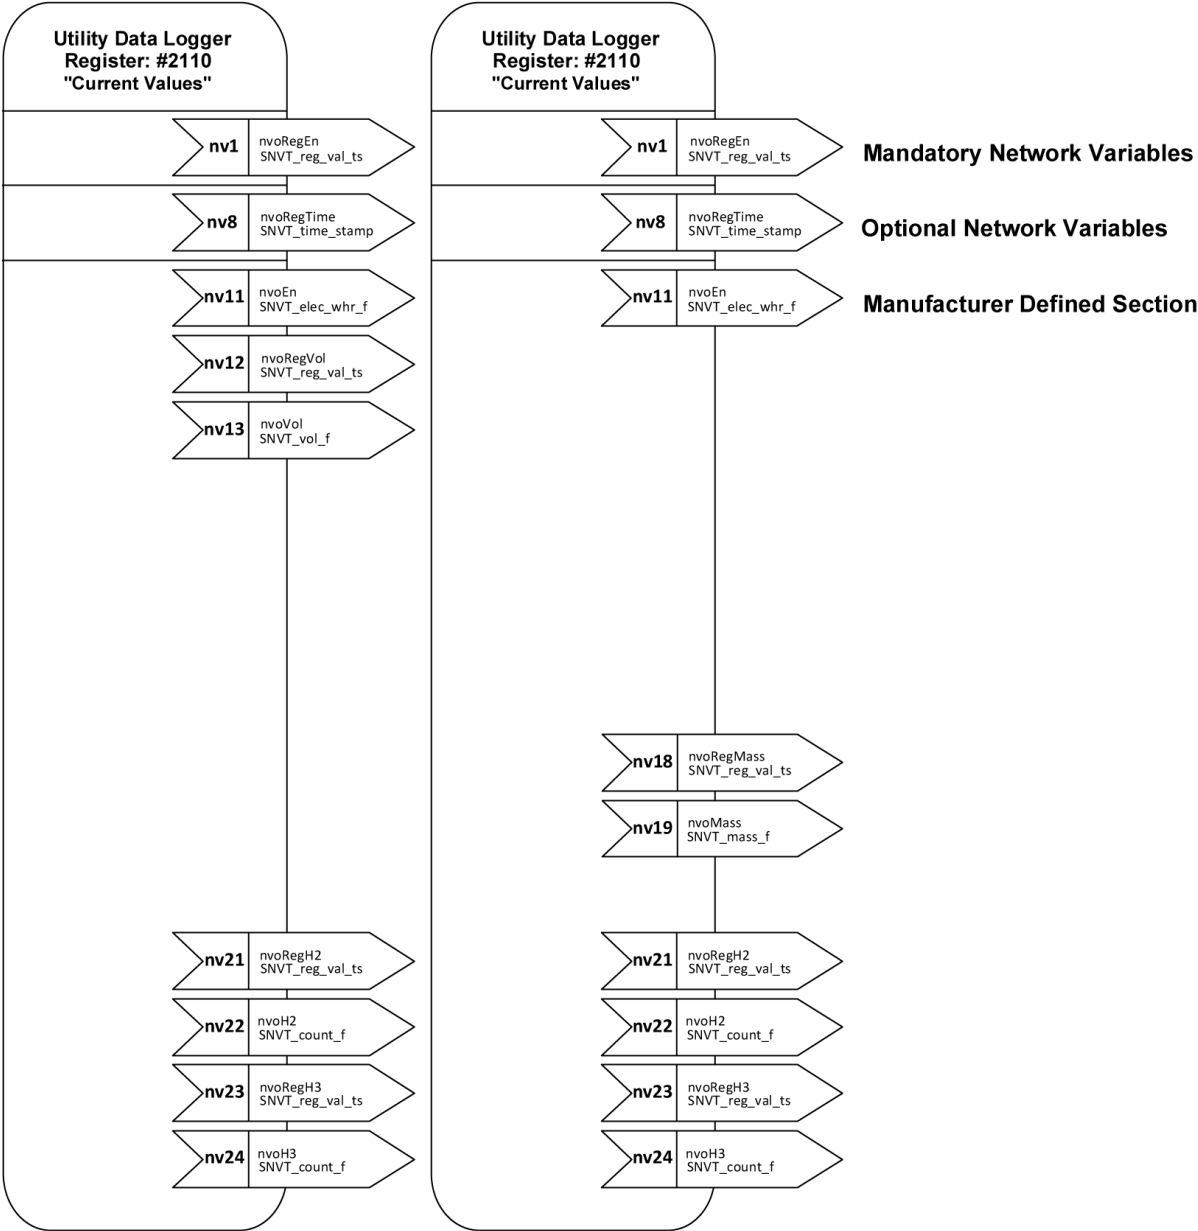 Utility Data Logger
Register: #2110
"Current Values"
nv1
nvoRegEn
SNVT_reg_val_ts
nv8
nvoRegTime
SNVT_time_stamp
nv11
nvoEn
SNVT_elec_whr_f
nv12
nvoRegVol
SNVT_reg_val_ts
nv13
nvoVol
SNVT_vol_f
nv21
nvoRegH2
SNVT_reg_val_ts
nv22
nvoH2
SNVT_count_f
nv23
nvoRegH3
SNVT_reg_val_ts
nv24
nvoH3
SNVT_count_f
Utility Data Logger
Register: #2110
"Current Values"
nv1
nvoRegEn
SNVT_reg_val_ts
Mandatory Network Variables
nv8
nvoRegTime
SNVT_time_stamp
Optional Network Variables
nv11
nvoEn
SNVT_elec_whr_f
Manufacturer Defined Section
nv18
nvoRegMass
SNVT_reg_val_ts
nv19
nvoMass
SNVT_mass_f
nv21
nvoRegH2
SNVT_reg_val_ts
nv22
nvoH2
SNVT_count_f
nv23
nvoRegH3
SNVT_reg_val_ts
nv24
nvoH3
SNVT_count_f